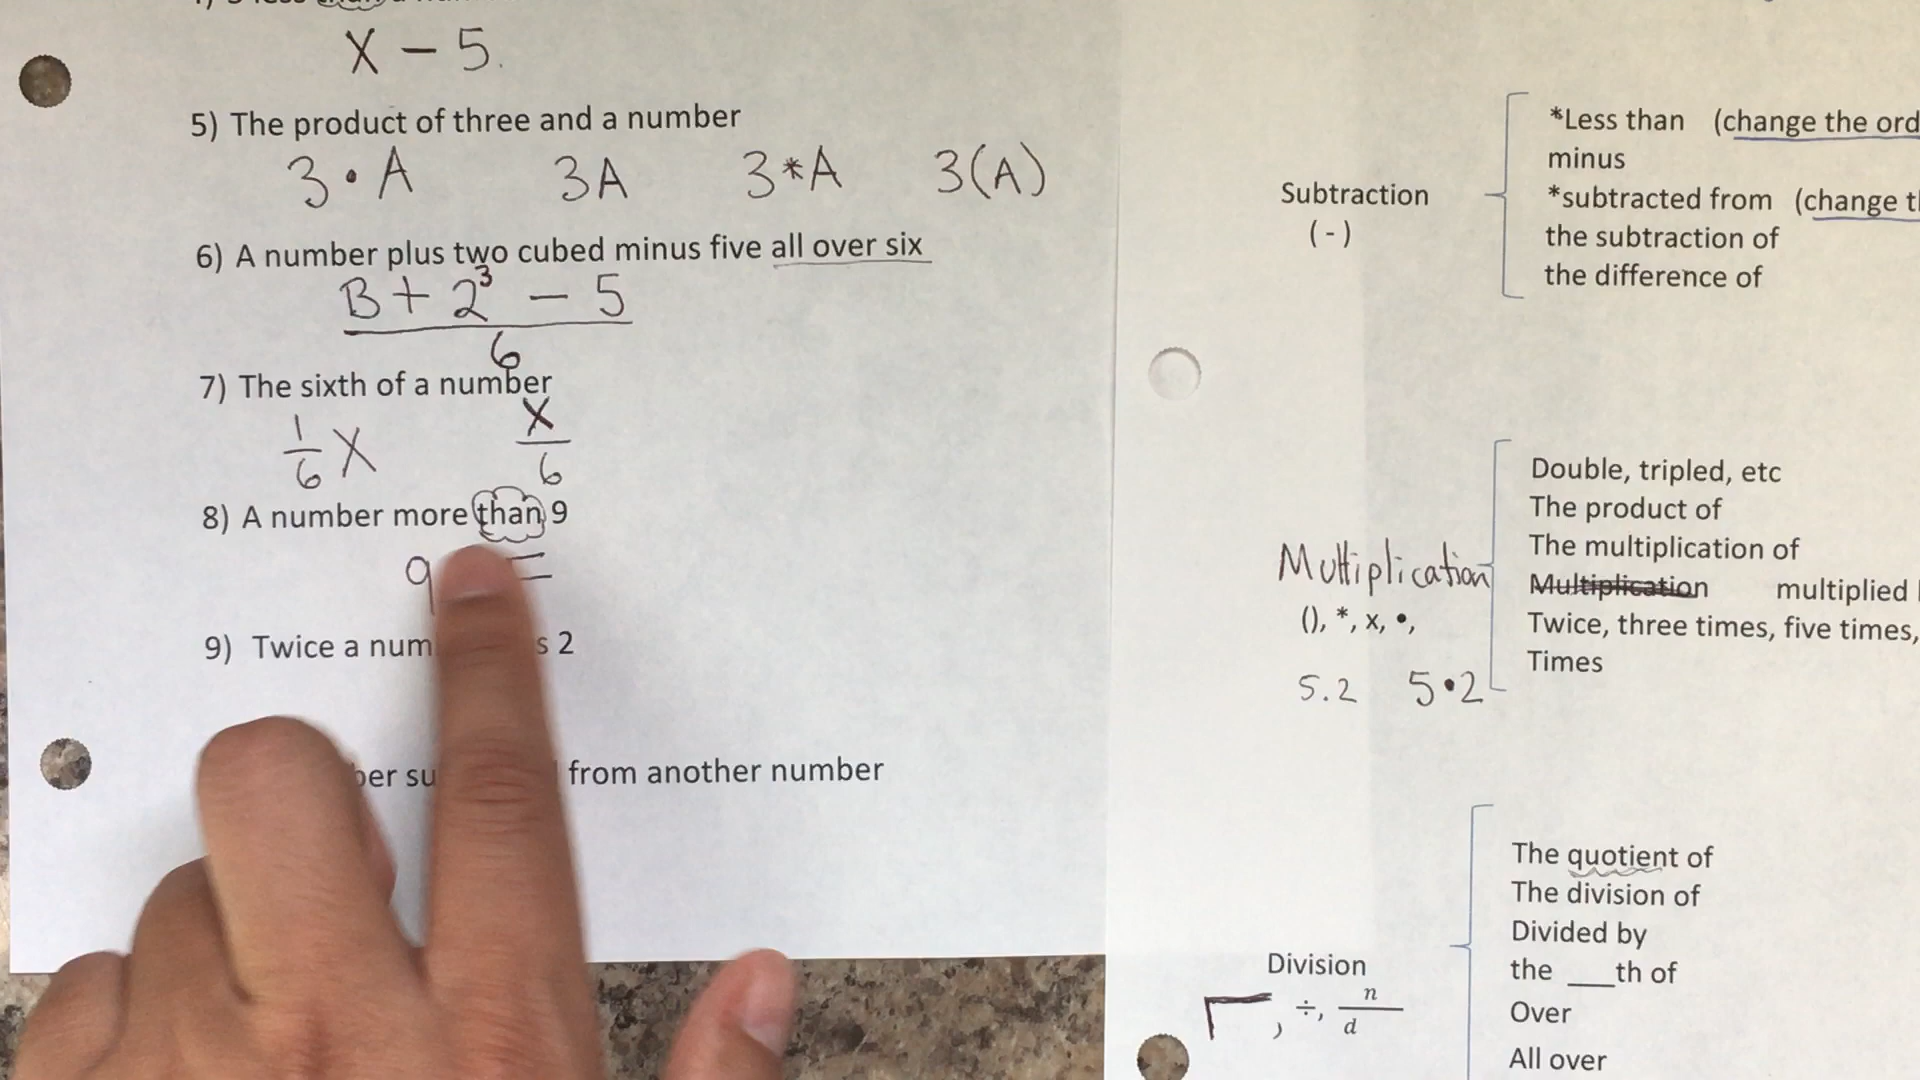 X - 5.
5) The product of three and a number
3 • A 3A 3*A 3(A)
6) A number plus two cubed minus five all over six
B + 2³ - 5
6
7) The sixth of a number
1/6 X X/6
8) A number more than 9
9
9) Twice a num s 2
ber su from another number
*Less than (change the ord
minus
Subtraction
*subtracted from (change t
(-)
the subtraction of
the difference of
Double, tripled, etc
The product of
The multiplication of
Multiplication
Multiplication multiplied
(), *, x, •,
Twice, three times, five times,
Times
5.2 5•2
The quotient of
The division of
Divided by
Division
the ___th of
, ÷, n/d
Over
All over